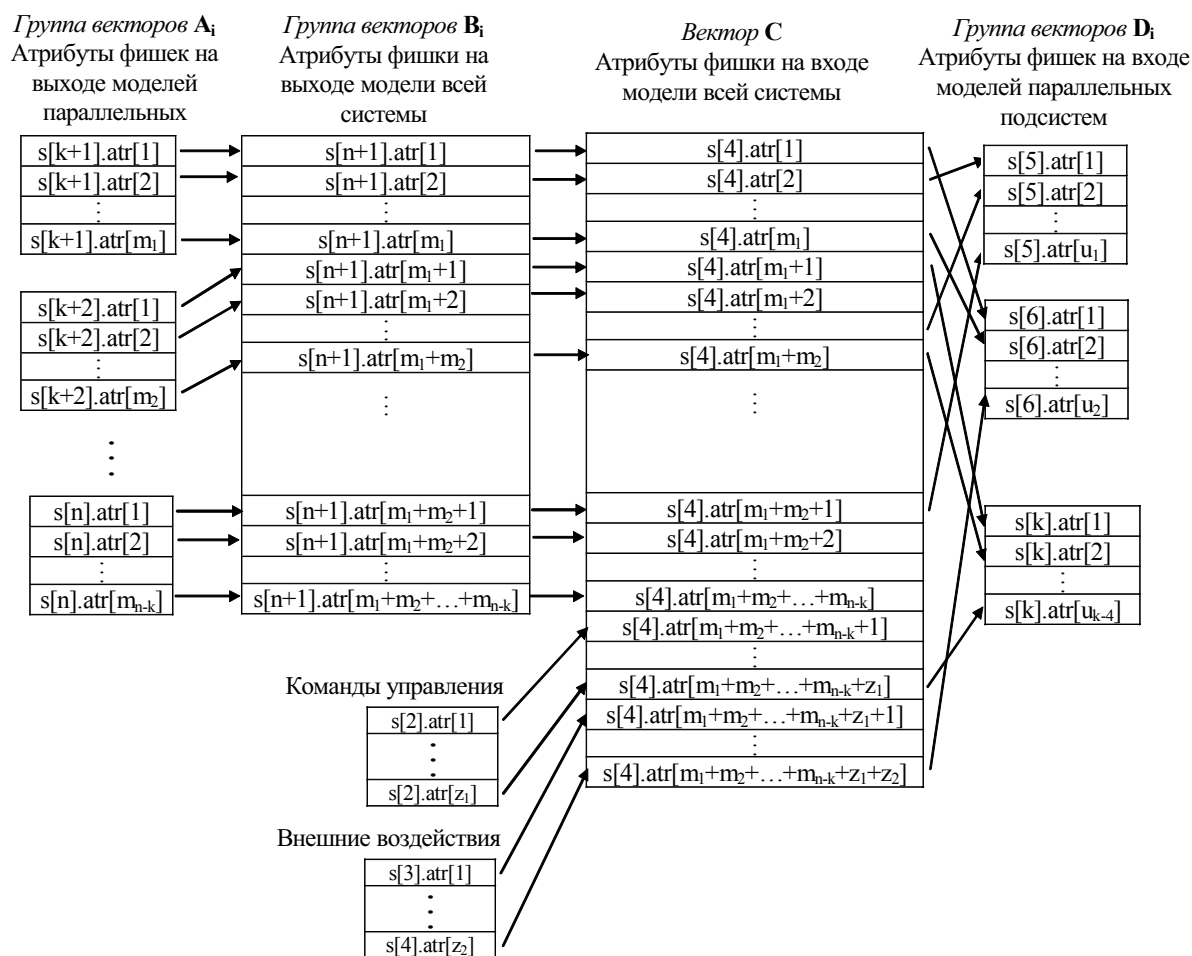 Группа векторов Ai
Атрибуты фишек на
выходе моделей
параллельных
s[k+1].atr[1]
s[k+1].atr[2]
⋮
s[k+1].atr[m1]
s[k+2].atr[1]
s[k+2].atr[2]
⋮
s[k+2].atr[m2]
⋮
s[n].atr[1]
s[n].atr[2]
⋮
s[n].atr[mn-k]
Группа векторов Bi
Атрибуты фишки на
выходе модели всей
системы
s[n+1].atr[1]
s[n+1].atr[2]
⋮
s[n+1].atr[m1]
s[n+1].atr[m1+1]
s[n+1].atr[m1+2]
⋮
s[n+1].atr[m1+m2]
⋮
s[n+1].atr[m1+m2+1]
s[n+1].atr[m1+m2+2]
⋮
s[n+1].atr[m1+m2+…+mn-k]
Команды управления
s[2].atr[1]
⋮
s[2].atr[z1]
Внешние воздействия
s[3].atr[1]
⋮
s[4].atr[z2]
Вектор C
Атрибуты фишки на входе
модели всей системы
s[4].atr[1]
s[4].atr[2]
⋮
s[4].atr[m1]
s[4].atr[m1+1]
s[4].atr[m1+2]
⋮
s[4].atr[m1+m2]
⋮
s[4].atr[m1+m2+1]
s[4].atr[m1+m2+2]
⋮
s[4].atr[m1+m2+…+mn-k]
s[4].atr[m1+m2+…+mn-k+1]
⋮
s[4].atr[m1+m2+…+mn-k+z1]
s[4].atr[m1+m2+…+mn-k+z1+1]
⋮
s[4].atr[m1+m2+…+mn-k+z1+z2]
Группа векторов Di
Атрибуты фишек на входе
моделей параллельных
подсистем
s[5].atr[1]
s[5].atr[2]
⋮
s[5].atr[u1]
s[6].atr[1]
s[6].atr[2]
⋮
s[6].atr[u2]
s[k].atr[1]
s[k].atr[2]
⋮
s[k].atr[uk-4]